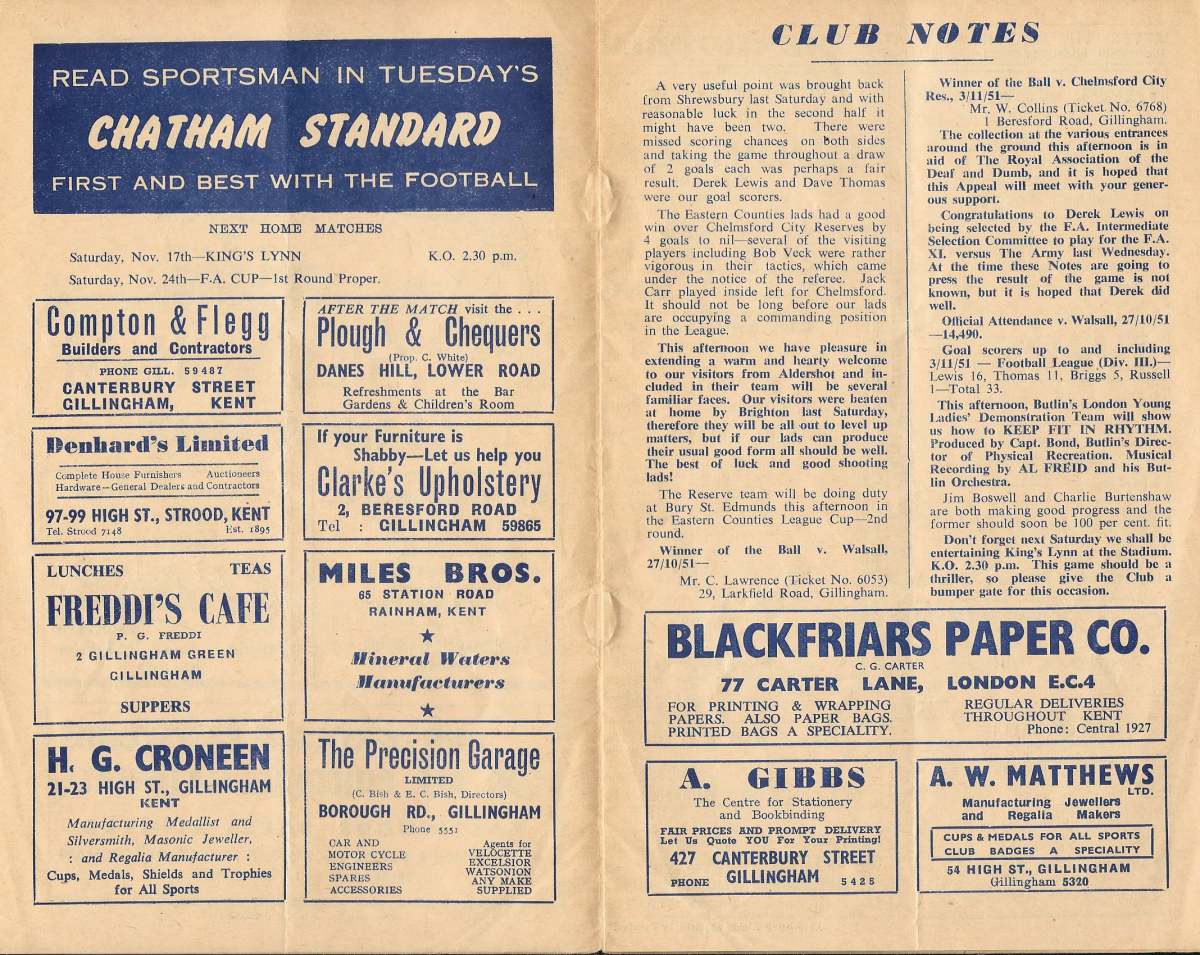 READ SPORTSMAN IN TUESDAY'S
CHATHAM STANDARD
FIRST AND BEST WITH THE FOOTBALL
NEXT HOME MATCHES
Saturday, Nov. 17th—KING'S LYNN K.O. 2.30 p.m.
Saturday, Nov. 24th—F.A. CUP—1st Round Proper.
Compton & Flegg
Builders and Contractors
PHONE GILL. 59487
CANTERBURY STREET
GILLINGHAM, KENT
AFTER THE MATCH visit the . . .
Plough & Chequers
(Prop. C. White)
DANES HILL, LOWER ROAD
Refreshments at the Bar
Gardens & Children's Room
Denhard's Limited
Complete House Furnishers Auctioneers
Hardware—General Dealers and Contractors
97-99 HIGH ST., STROOD, KENT
Tel. Strood 7148 Est. 1895
If your Furniture is
Shabby—Let us help you
Clarke's Upholstery
2, BERESFORD ROAD
Tel : GILLINGHAM 59865
LUNCHES TEAS
FREDDI'S CAFE
P. G. FREDDI
2 GILLINGHAM GREEN
GILLINGHAM
SUPPERS
MILES BROS.
65 STATION ROAD
RAINHAM, KENT
★
Mineral Waters
Manufacturers
★
H. G. CRONEEN
21-23 HIGH ST., GILLINGHAM
KENT
Manufacturing Medallist and
Silversmith, Masonic Jeweller,
: and Regalia Manufacturer :
Cups, Medals, Shields and Trophies
for All Sports
The Precision Garage
LIMITED
(C. Bish & E. C. Bish, Directors)
BOROUGH RD., GILLINGHAM
Phone 5551
CAR AND
MOTOR CYCLE
ENGINEERS
SPARES
ACCESSORIES
Agents for
VELOCETTE
EXCELSIOR
WATSONION
ANY MAKE
SUPPLIED
CLUB NOTES
A very useful point was brought back
from Shrewsbury last Saturday and with
reasonable luck in the second half it
might have been two. There were
missed scoring chances on both sides
and taking the game throughout a draw
of 2 goals each was perhaps a fair
result. Derek Lewis and Dave Thomas
were our goal scorers.
The Eastern Counties lads had a good
win over Chelmsford City Reserves by
4 goals to nil—several of the visiting
players including Bob Veck were rather
vigorous in their tactics, which came
under the notice of the referee. Jack
Carr played inside left for Chelmsford.
It should not be long before our lads
are occupying a commanding position
in the League.
This afternoon we have pleasure in
extending a warm and hearty welcome
to our visitors from Aldershot and in-
cluded in their team will be several
familiar faces. Our visitors were beaten
at home by Brighton last Saturday,
therefore they will be all out to level up
matters, but if our lads can produce
their usual good form all should be well.
The best of luck and good shooting
lads!
The Reserve team will be doing duty
at Bury St. Edmunds this afternoon in
the Eastern Counties League Cup—2nd
round.
Winner of the Ball v. Walsall,
27/10/51—
Mr. C. Lawrence (Ticket No. 6053)
29, Larkfield Road, Gillingham.
Winner of the Ball v. Chelmsford City
Res., 3/11/51—
Mr. W. Collins (Ticket No. 6768)
1 Beresford Road, Gillingham.
The collection at the various entrances
around the ground this afternoon is in
aid of The Royal Association of the
Deaf and Dumb, and it is hoped that
this Appeal will meet with your gener-
ous support.
Congratulations to Derek Lewis on
being selected by the F.A. Intermediate
Selection Committee to play for the F.A.
XI. versus The Army last Wednesday.
At the time these Notes are going to
press the result of the game is not
known, but it is hoped that Derek did
well.
Official Attendance v. Walsall, 27/10/51
—14,490.
Goal scorers up to and including
3/11/51 — Football League (Div. III.)—
Lewis 16, Thomas 11, Briggs 5, Russell
1—Total 33.
This afternoon, Butlin's London Young
Ladies' Demonstration Team will show
us how to KEEP FIT IN RHYTHM.
Produced by Capt. Bond, Butlin's Direc-
tor of Physical Recreation. Musical
Recording by AL FREID and his But-
lin Orchestra.
Jim Boswell and Charlie Burtenshaw
are both making good progress and the
former should soon be 100 per cent. fit.
Don't forget next Saturday we shall be
entertaining King's Lynn at the Stadium.
K.O. 2.30 p.m. This game should be a
thriller, so please give the Club a
bumper gate for this occasion.
BLACKFRIARS PAPER CO.
C. G. CARTER
77 CARTER LANE, LONDON E.C.4
FOR PRINTING & WRAPPING
PAPERS. ALSO PAPER BAGS.
PRINTED BAGS A SPECIALITY.
REGULAR DELIVERIES
THROUGHOUT KENT
Phone: Central 1927
A. GIBBS
The Centre for Stationery
and Bookbinding
FAIR PRICES AND PROMPT DELIVERY
Let Us Quote YOU For Your Printing!
427 CANTERBURY STREET
PHONE GILLINGHAM 5425
A. W. MATTHEWS
LTD.
Manufacturing Jewellers
and Regalia Makers
CUPS & MEDALS FOR ALL SPORTS
CLUB BADGES A SPECIALITY
54 HIGH ST., GILLINGHAM
Gillingham 5320